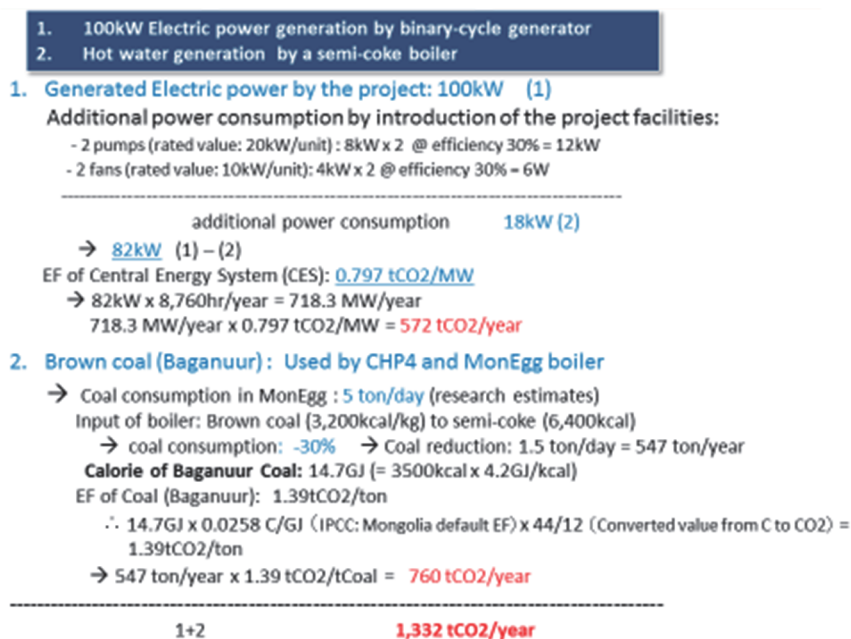 1. 100kW Electric power generation by binary-cycle generator
2. Hot water generation by a semi-coke boiler
1. Generated Electric power by the project: 100kW (1)
Additional power consumption by introduction of the project facilities:
- 2 pumps (rated value: 20kW/unit) : 8kW x 2 @ efficiency 30% = 12kW
- 2 fans (rated value: 10kW/unit): 4kW x 2 @ efficiency 30% = 6W
additional power consumption 18kW (2)
→ 82kW (1) – (2)
EF of Central Energy System (CES): 0.797 tCO2/MW
→ 82kW x 8,760hr/year = 718.3 MW/year
718.3 MW/year x 0.797 tCO2/MW = 572 tCO2/year
2. Brown coal (Baganuur) : Used by CHP4 and MonEgg boiler
→ Coal consumption in MonEgg : 5 ton/day (research estimates)
Input of boiler: Brown coal (3,200kcal/kg) to semi-coke (6,400kcal)
→ coal consumption: -30% → Coal reduction: 1.5 ton/day = 547 ton/year
Calorie of Baganuur Coal: 14.7GJ (= 3500kcal x 4.2GJ/kcal)
EF of Coal (Baganuur): 1.39tCO2/ton
∴ 14.7GJ x 0.0258 C/GJ (IPCC: Mongolia default EF) x 44/12 (Converted value from C to CO2) =
1.39tCO2/ton
→ 547 ton/year x 1.39 tCO2/tCoal = 760 tCO2/year
1+2 1,332 tCO2/year